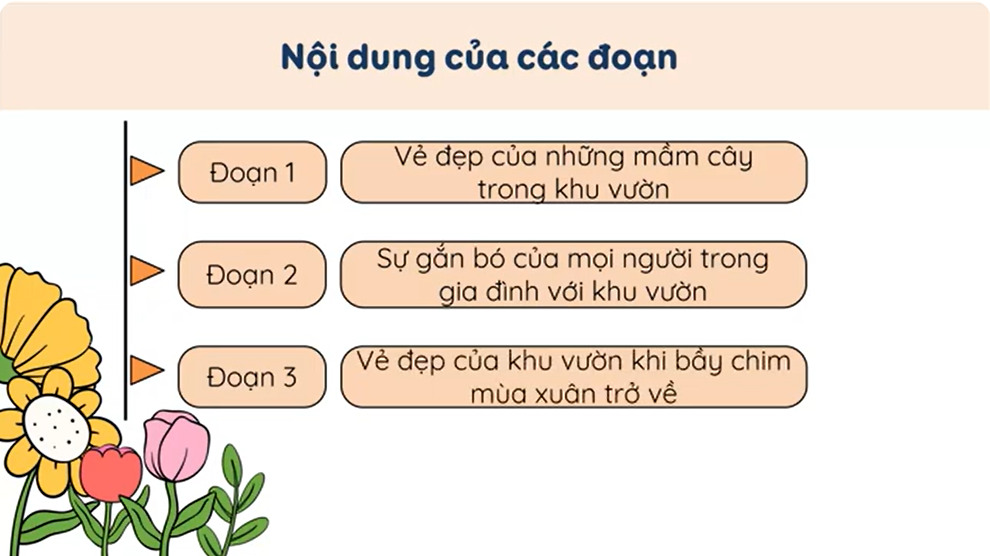 Nội dung của các đoạn
Đoạn 1
Vẻ đẹp của những mầm cây
trong khu vườn
Đoạn 2
Sự gắn bó của mọi người trong
gia đình với khu vườn
Đoạn 3
Vẻ đẹp của khu vườn khi bầy chim
mùa xuân trở về